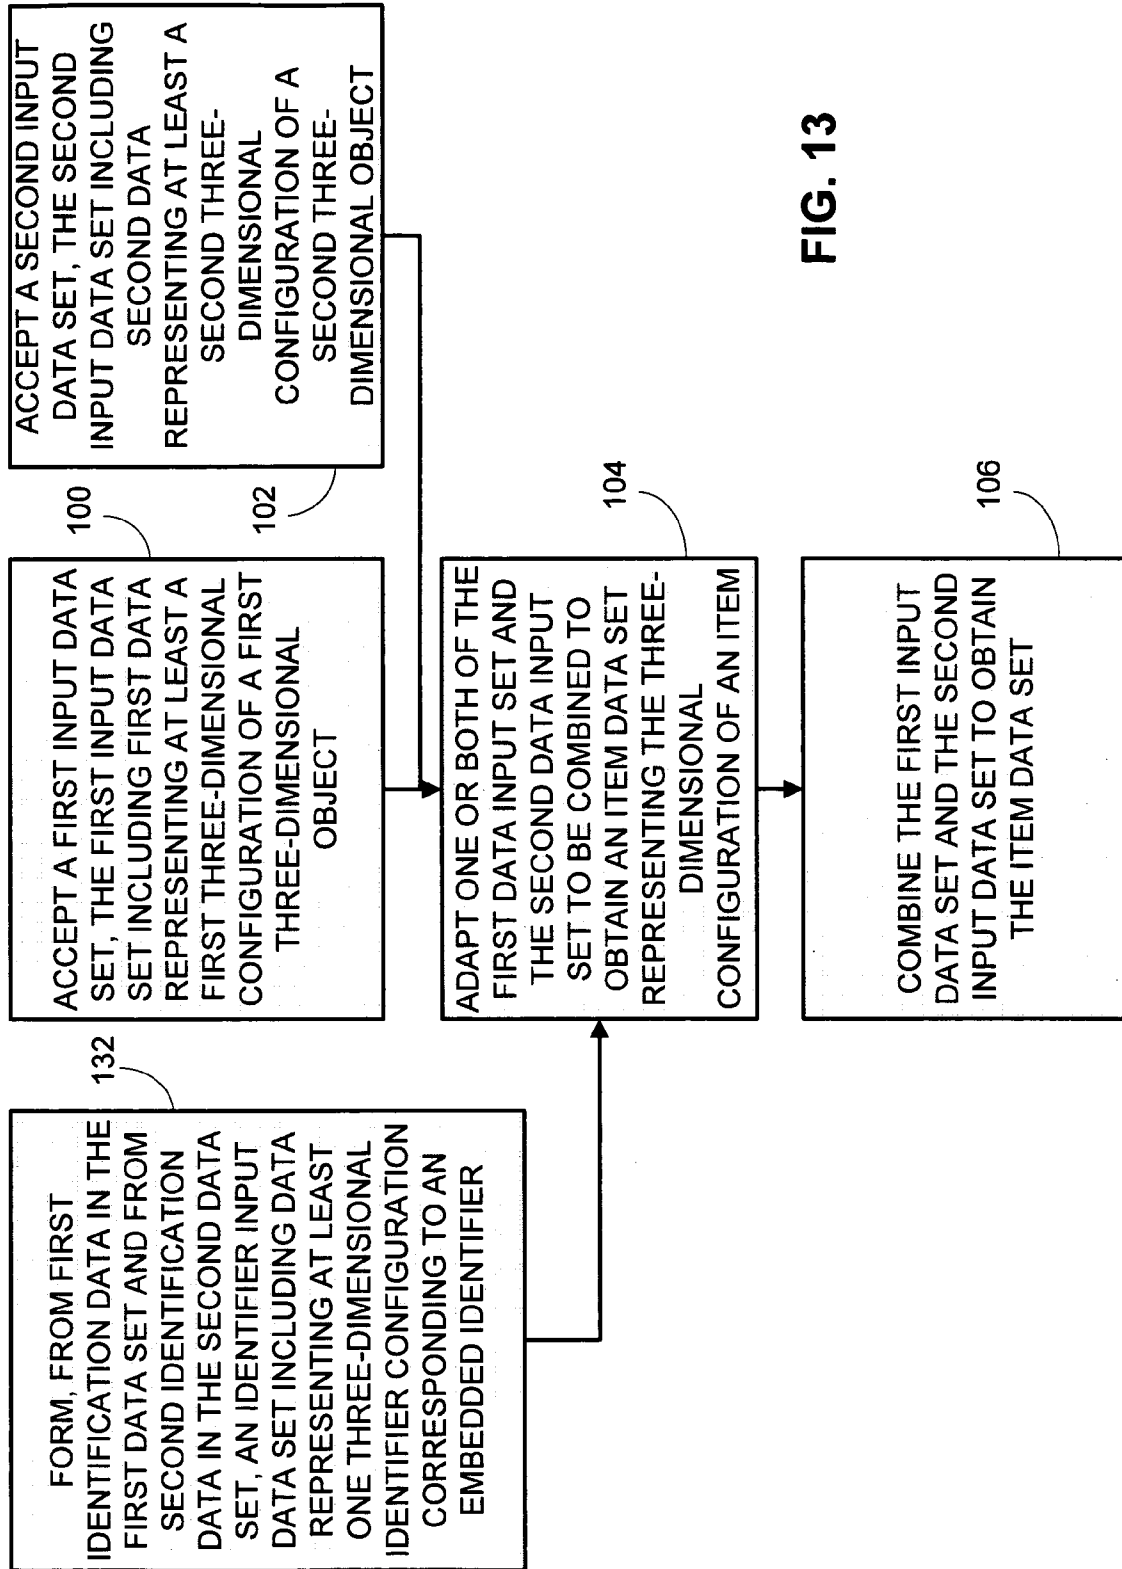 FORM, FROM FIRST
IDENTIFICATION DATA IN THE
FIRST DATA SET AND FROM
SECOND IDENTIFICATION
DATA IN THE SECOND DATA
SET, AN IDENTIFIER INPUT
DATA SET INCLUDING DATA
REPRESENTING AT LEAST
ONE THREE-DIMENSIONAL
IDENTIFIER CONFIGURATION
CORRESPONDING TO AN
EMBEDDED IDENTIFIER
132
ACCEPT A FIRST INPUT DATA
SET, THE FIRST INPUT DATA
SET INCLUDING FIRST DATA
REPRESENTING AT LEAST A
FIRST THREE-DIMENSIONAL
CONFIGURATION OF A FIRST
THREE-DIMENSIONAL
OBJECT
100
ACCEPT A SECOND INPUT
DATA SET, THE SECOND
INPUT DATA SET INCLUDING
SECOND DATA
REPRESENTING AT LEAST A
SECOND THREE-
DIMENSIONAL
CONFIGURATION OF A
SECOND THREE-
DIMENSIONAL OBJECT
102
ADAPT ONE OR BOTH OF THE
FIRST DATA INPUT SET AND
THE SECOND DATA INPUT
SET TO BE COMBINED TO
OBTAIN AN ITEM DATA SET
REPRESENTING THE THREE-
DIMENSIONAL
CONFIGURATION OF AN ITEM
104
COMBINE THE FIRST INPUT
DATA SET AND THE SECOND
INPUT DATA SET TO OBTAIN
THE ITEM DATA SET
106
FIG. 13